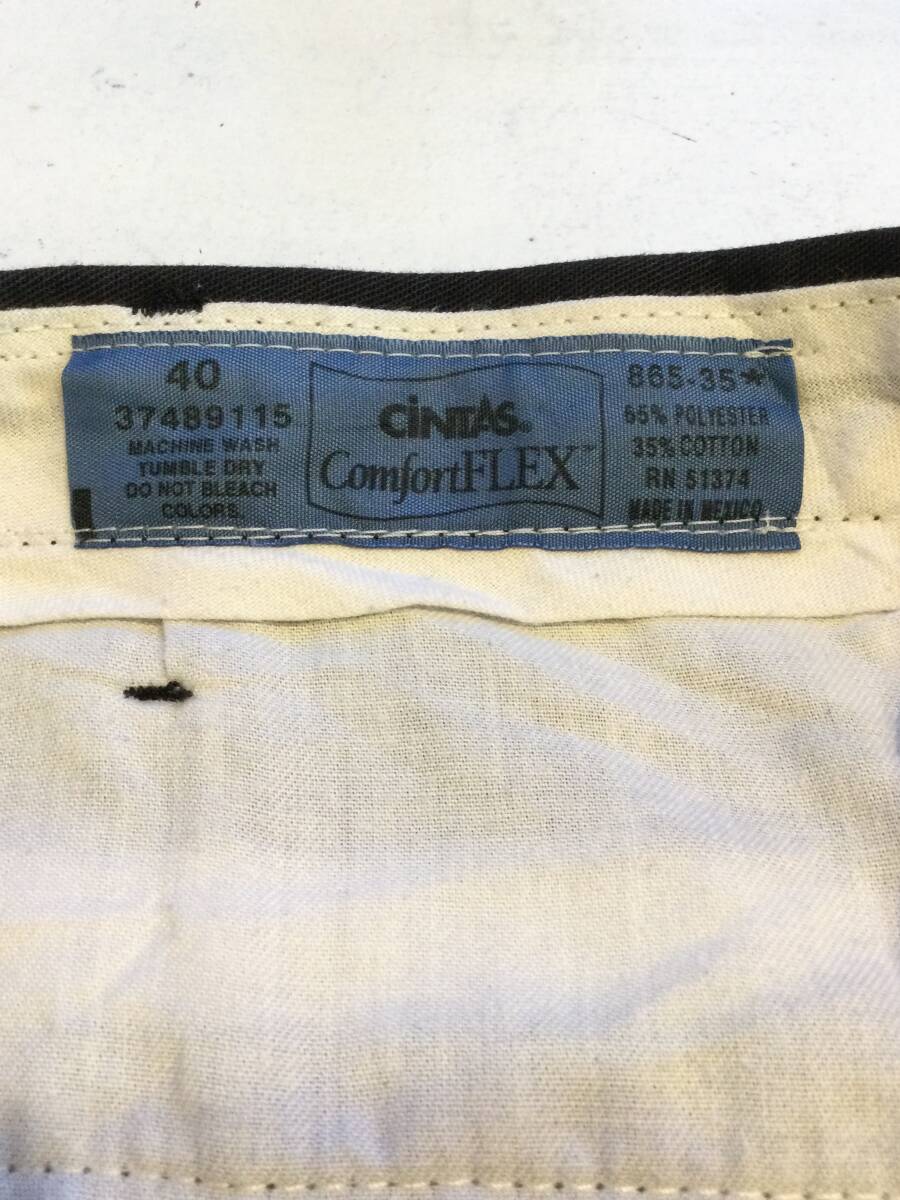 40
37489115
MACHINE WASH
TUMBLE DRY
DO NOT BLEACH
COLORS.
CiNTAS®
ComfortFLEX™
865-35*
65% POLYESTER
35% COTTON
RN 51374
MADE IN MEXICO